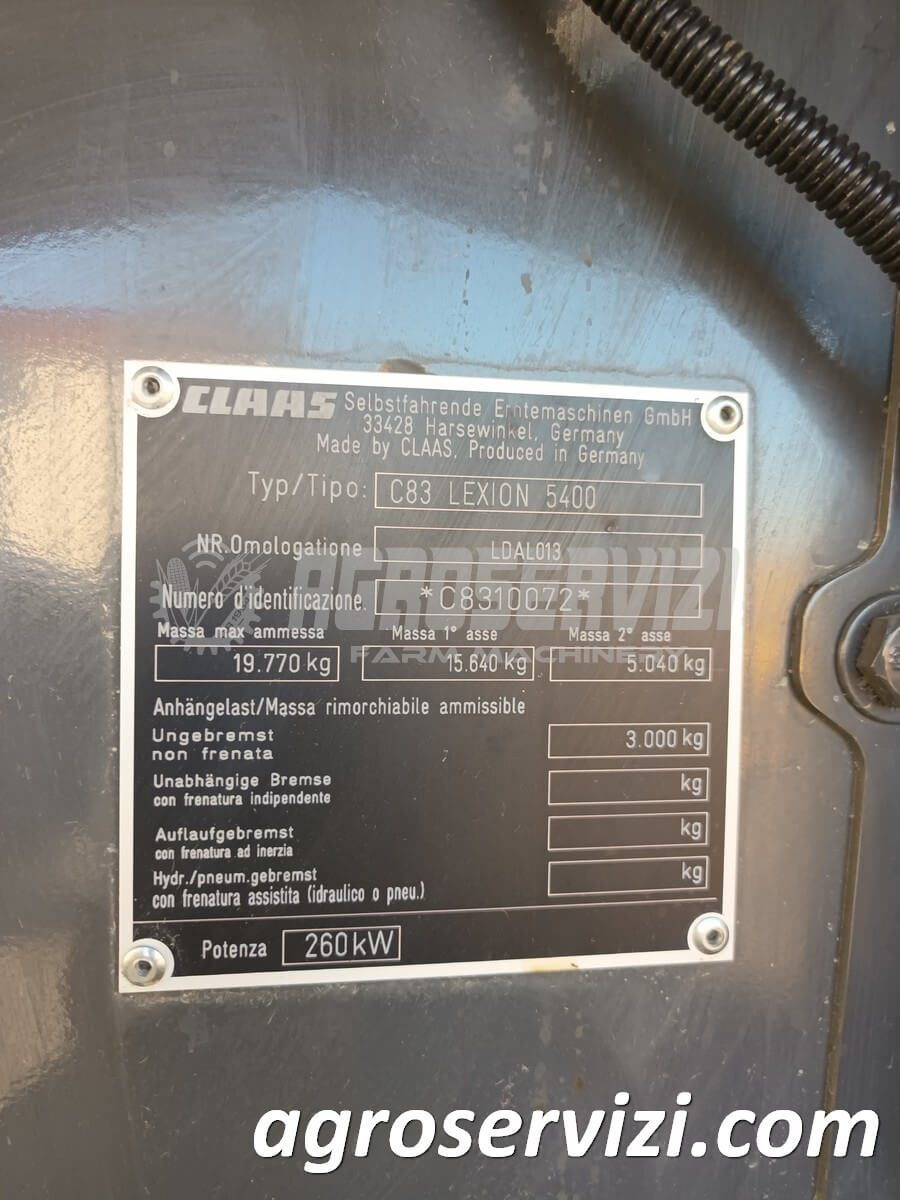 CLAAS Selbstfahrende Erntemaschinen GmbH
33428 Harsewinkel, Germany
Made by CLAAS, Produced in Germany
Typ/Tipo: C83 LEXION 5400
NR.Omologatione LDAL013
AGROSERVIZI
Numero d'identificazione. *C8310072*
Massa max ammessa Massa 1° asse Massa 2° asse
FARM MACHINERY
19.770 kg 15.640 kg 5.040 kg
Anhängelast/Massa rimorchiabile ammissible
Ungebremst
non frenata 3.000 kg
Unabhängige Bremse
con frenatura indipendente kg
Auflaufgebremst
con frenatura ad inerzia kg
Hydr./pneum.gebremst
con frenatura assistita (idraulico o pneu.) kg
Potenza 260kW
agroservizi.com